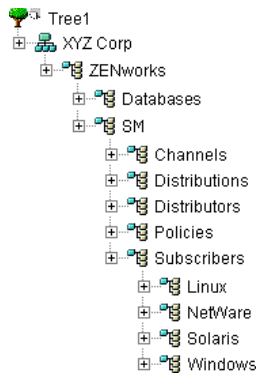 Tree1
XYZ Corp
ZENworks
Databases
SM
Channels
Distributions
Distributors
Policies
Subscribers
Linux
NetWare
Solaris
Windows